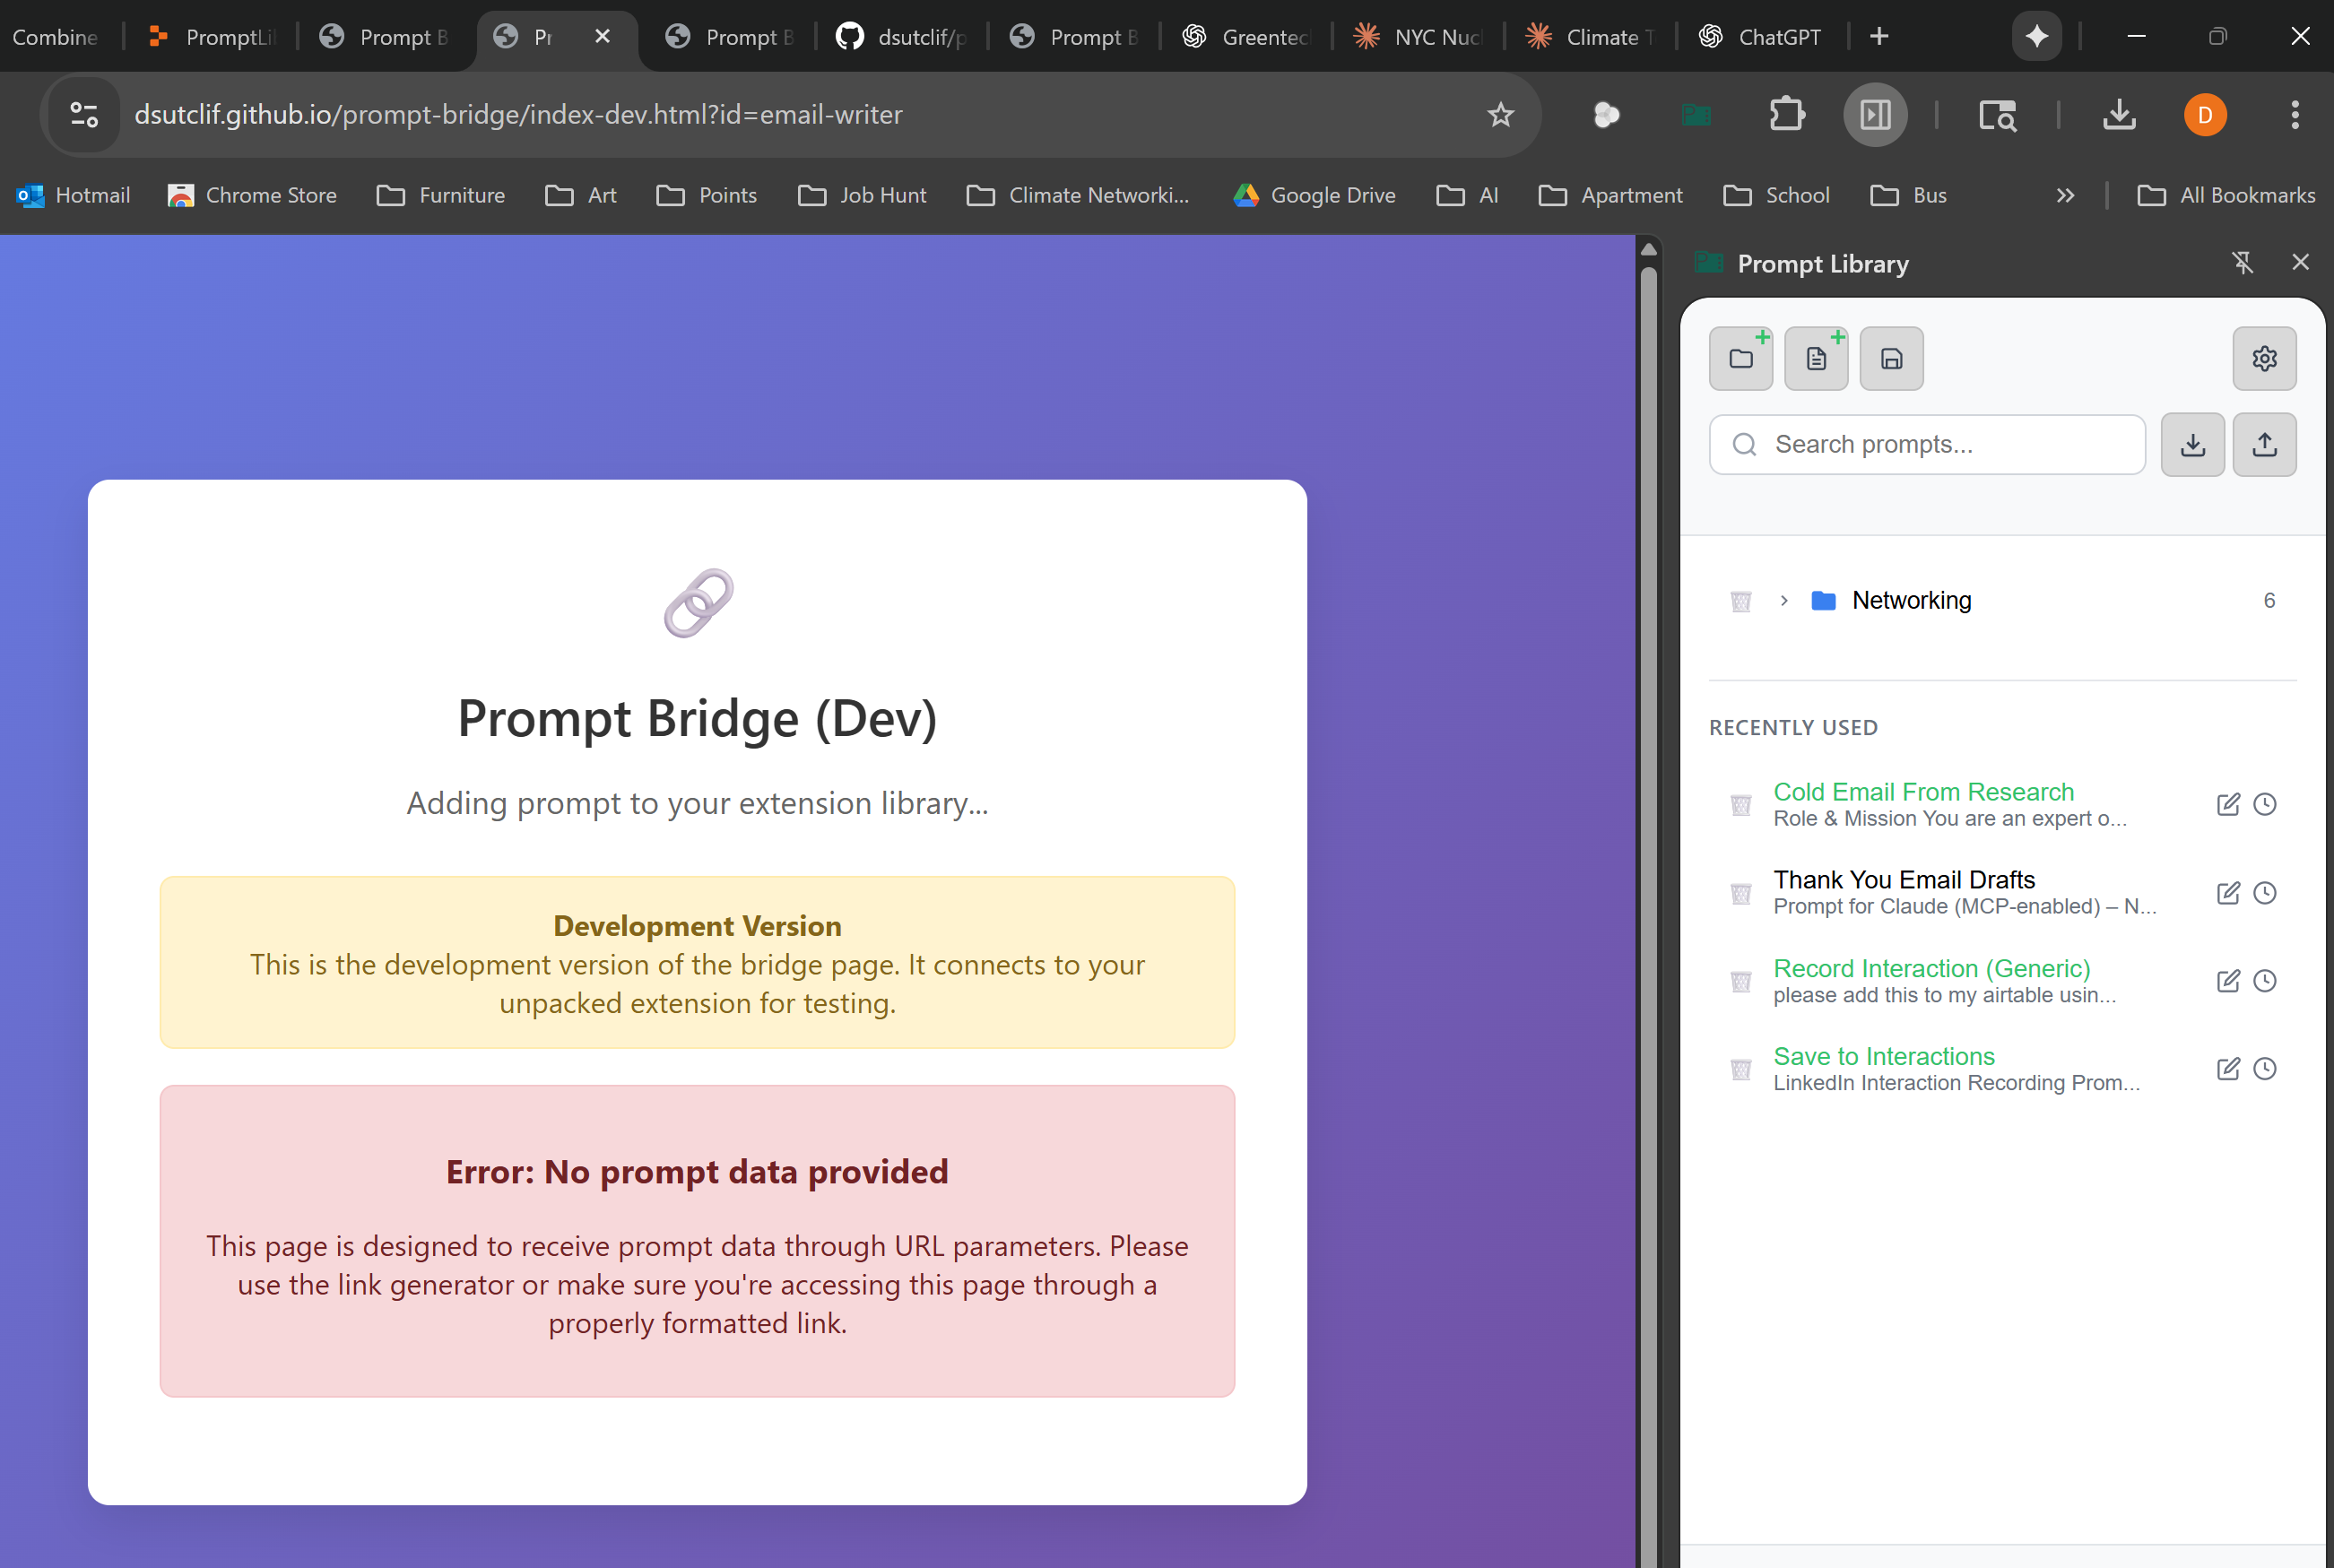 Combine
PromptLi
Prompt B
Pr
Prompt B
dsutclif/p
Prompt B
Greentec
NYC Nuc
Climate T
ChatGPT
dsutclif.github.io/prompt-bridge/index-dev.html?id=email-writer
D
Hotmail
Chrome Store
Furniture
Art
Points
Job Hunt
Climate Networki...
Google Drive
AI
Apartment
School
Bus
All Bookmarks
Prompt Bridge (Dev)
Adding prompt to your extension library...
Development Version
This is the development version of the bridge page. It connects to your
unpacked extension for testing.
Error: No prompt data provided
This page is designed to receive prompt data through URL parameters. Please
use the link generator or make sure you're accessing this page through a
properly formatted link.
Prompt Library
Search prompts...
Networking
6
RECENTLY USED
Cold Email From Research
Role & Mission You are an expert o...
Thank You Email Drafts
Prompt for Claude (MCP-enabled) – N...
Record Interaction (Generic)
please add this to my airtable usin...
Save to Interactions
LinkedIn Interaction Recording Prom...